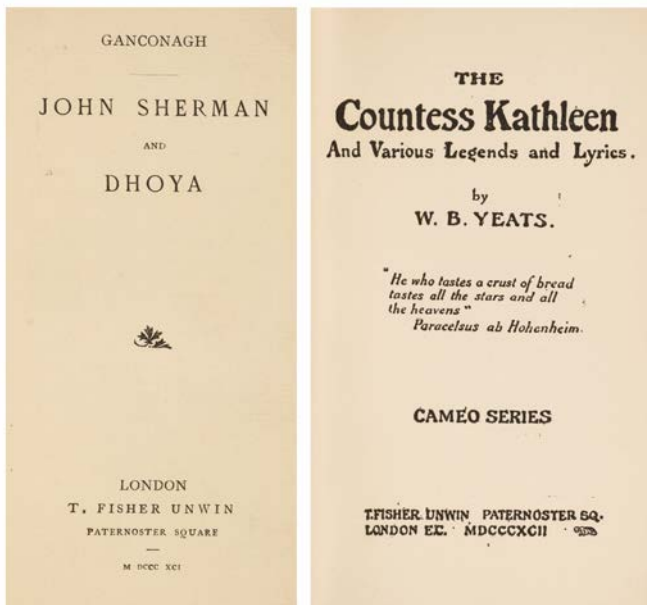 GANCONAGH
JOHN SHERMAN
AND
DHOYA
LONDON
T. FISHER UNWIN
PATERNOSTER SQUARE
M DCCC XCI
THE
Countess Kathleen
And Various Legends and Lyrics.
by
W. B. YEATS.
"He who tastes a crust of bread
tastes all the stars and all
the heavens"
Paracelsus ab Hohenheim.
CAMEO SERIES
T.FISHER UNWIN PATERNOSTER SQ.
LONDON E.C. MDCCCXCII